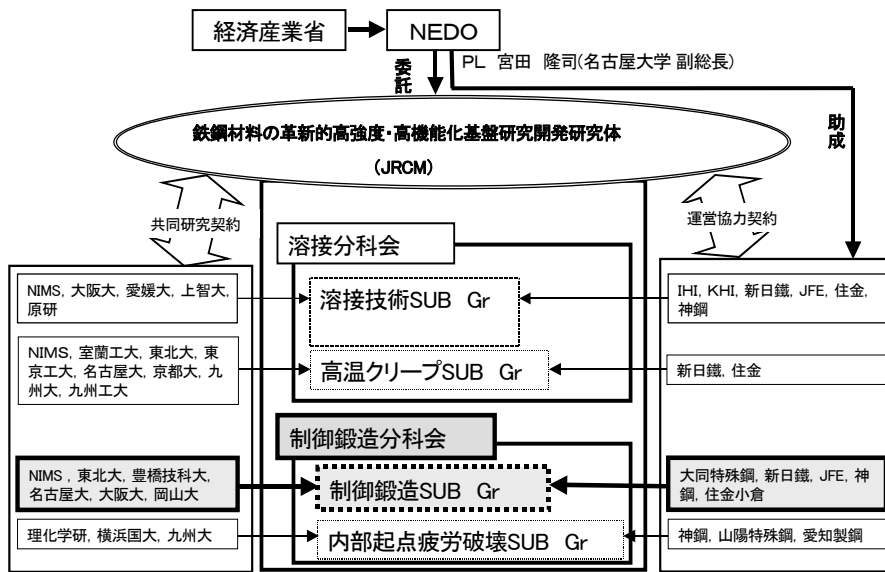 経済産業省
NEDO
PL 宮田 隆司(名古屋大学 副総長)
委託
助成
鉄鋼材料の革新的高強度・高機能化基盤研究開発研究体
(JRCM)
共同研究契約
運営協力契約
溶接分科会
NIMS, 大阪大, 愛媛大, 上智大,
原研
溶接技術SUB Gr
IHI, KHI, 新日鐵, JFE, 住金,
神鋼
NIMS, 室蘭工大, 東北大, 東
京工大, 名古屋大, 京都大, 九
州大, 九州工大
高温クリープSUB Gr
新日鐵, 住金
制御鍛造分科会
NIMS , 東北大, 豊橋技科大,
名古屋大, 大阪大, 岡山大
制御鍛造SUB Gr
大同特殊鋼, 新日鐵, JFE, 神
鋼, 住金小倉
理化学研, 横浜国大, 九州大
内部起点疲労破壊SUB Gr
神鋼, 山陽特殊鋼, 愛知製鋼